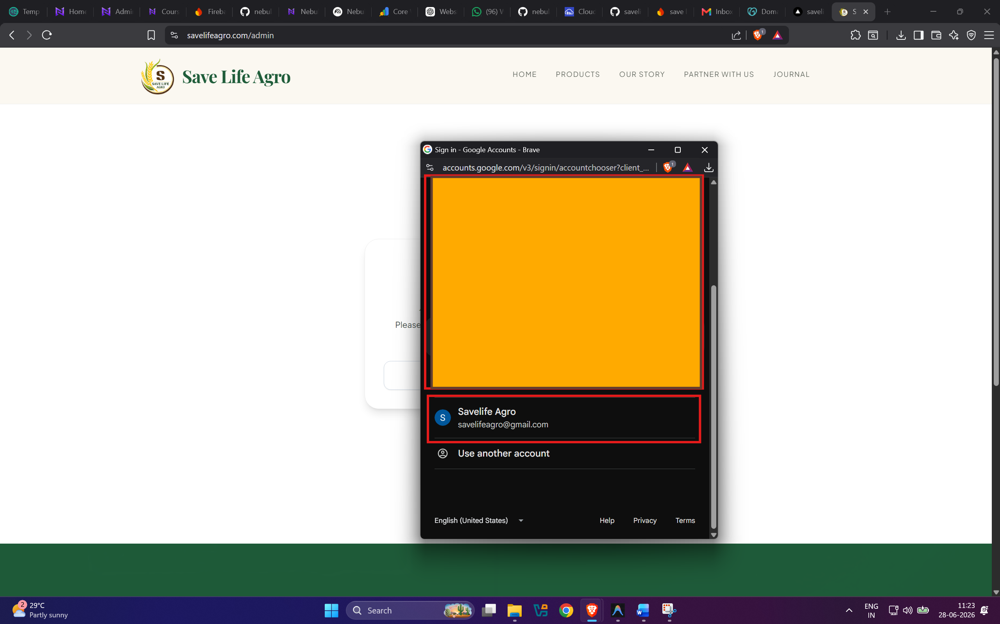 Temp
Home
Admi
Cours
Fireba
nebul
Nebu
Nebu
Core
Webs
(96) W
nebul
Clouc
saveli
save l
Inbox
Doma
saveli
S
savelifeagro.com/admin
1
S
SAVE LIFE
AGRO
Save Life Agro
HOME
PRODUCTS
OUR STORY
PARTNER WITH US
JOURNAL
Please
Sign in - Google Accounts - Brave
accounts.google.com/v3/signin/accountchooser?client_...
1
S
Savelife Agro
savelifeagro@gmail.com
Use another account
English (United States)
Help
Privacy
Terms
2
29°C
Partly sunny
Search
ENG
IN
11:23
28-06-2026